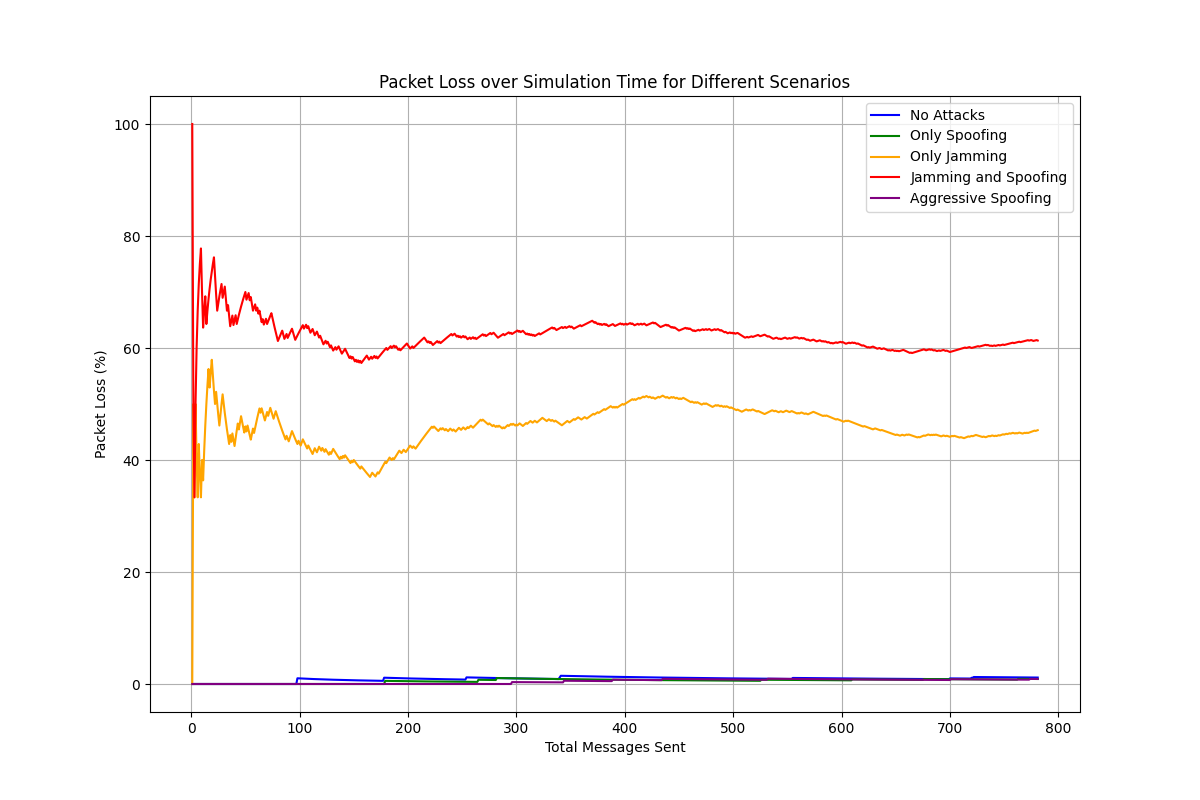 Packet Loss over Simulation Time for Different Scenarios
100
80
60
40
20
0
Packet Loss (%)
No Attacks
Only Spoofing
Only Jamming
Jamming and Spoofing
Aggressive Spoofing
0 100 200 300 400 500 600 700 800
Total Messages Sent